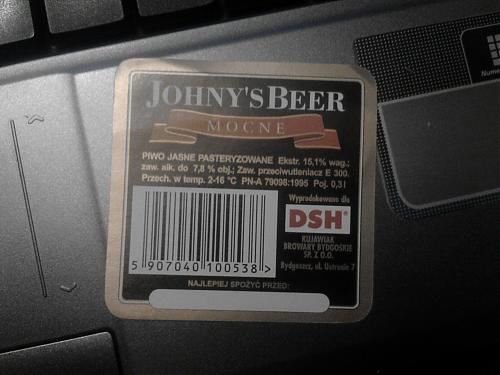 JOHNY'S BEER
MOCNE
PIWO JASNE PASTERYZOWANE Ekstr. 15,1% wag.;
zaw. alk. do 7,8 % obj.; Zaw. przeciwutleniacz E 300.
Przech. w temp. 2-16 °C PN-A 79098:1995 Poj. 0,3 l
Wyprodukowano dla
DSH®
KUJAWIAK
BROWARY BYDGOSKIE
SP. Z O.O.
Bydgoszcz, ul. Ustronie 7
5 907040 100538 >
NAJLEPIEJ SPOŻYĆ PRZED: